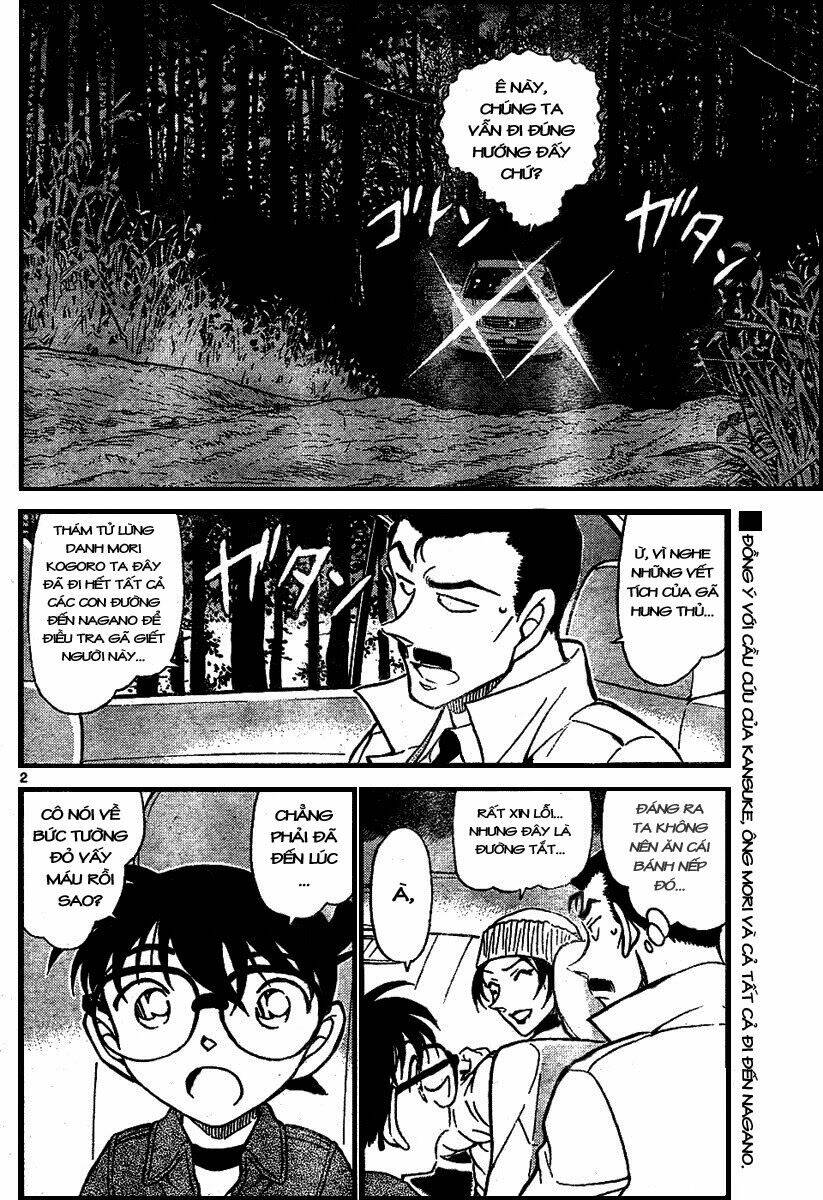 Ê NÀY,
CHÚNG TA
VẪN ĐI ĐÚNG
HƯỚNG ĐẤY
CHỨ?
ガタン
ゴトン
ĐỒNG Ý VỚI CẦU CỨU CỦA KANSUKE, ÔNG MORI VÀ CẢ TẤT CẢ ĐI ĐẾN NAGANO.
Ừ, VÌ NGHE
NHỮNG VẾT
TÍCH CỦA GÃ
HUNG THỦ...
ガタン
THÁM TỬ LỪNG
DANH MORI
KOGORO TA ĐÂY
ĐÃ ĐI HẾT TẤT CẢ
CÁC CON ĐƯỜNG
ĐẾN NAGANO ĐỂ
ĐIỀU TRA GÃ GIẾT
NGƯỜI NÀY...
2
ĐÁNG RA
TA KHÔNG
NÊN ĂN CÁI
BÁNH NẾP
ĐÓ...
RẤT XIN LỖI...
NHƯNG ĐÂY LÀ
ĐƯỜNG TẮT...
À,
CHẲNG
PHẢI ĐÃ
ĐẾN LÚC
...
CÔ NÓI VỀ
BỨC TƯỜNG
ĐỎ VẤY
MÁU RỒI
SAO?